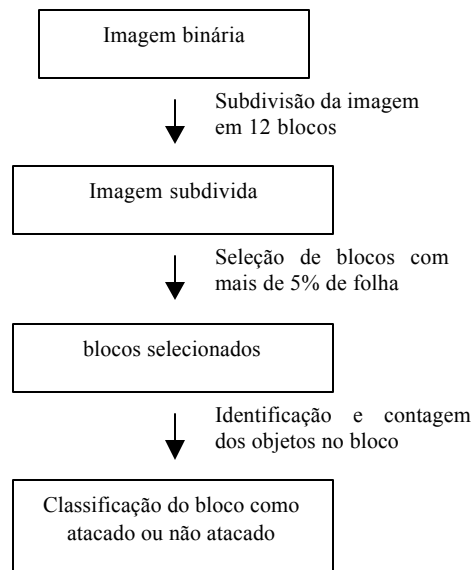 Imagem binária
Subdivisão da imagem
em 12 blocos
Imagem subdivida
Seleção de blocos com
mais de 5% de folha
blocos selecionados
Identificação e contagem
dos objetos no bloco
Classificação do bloco como
atacado ou não atacado